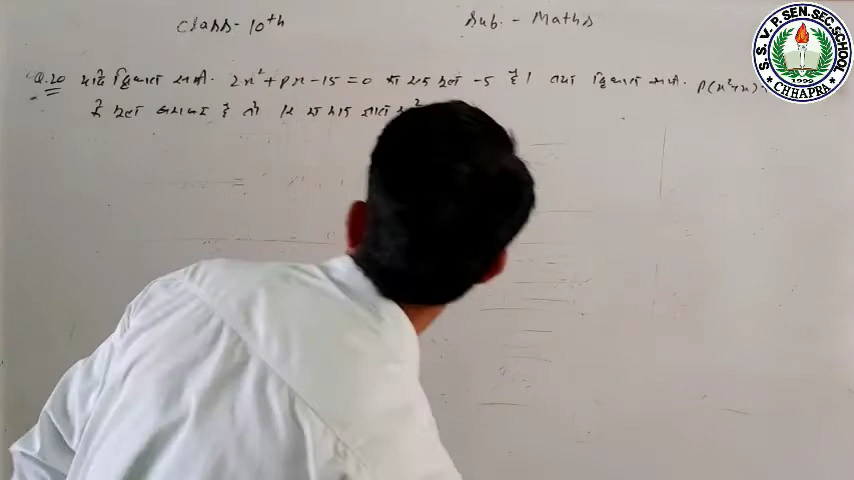 Class- 10th
Sub. - Maths
Q.20 यदि द्विघात समी. 2x²+px-15=0 का एक मूल -5 है। तथा द्विघात समी. p(x²+x)
के मूल बराबर है तो k का मान ज्ञात
S. S. V. P. SEN. SEC. SCHOOL
CHHAPRA